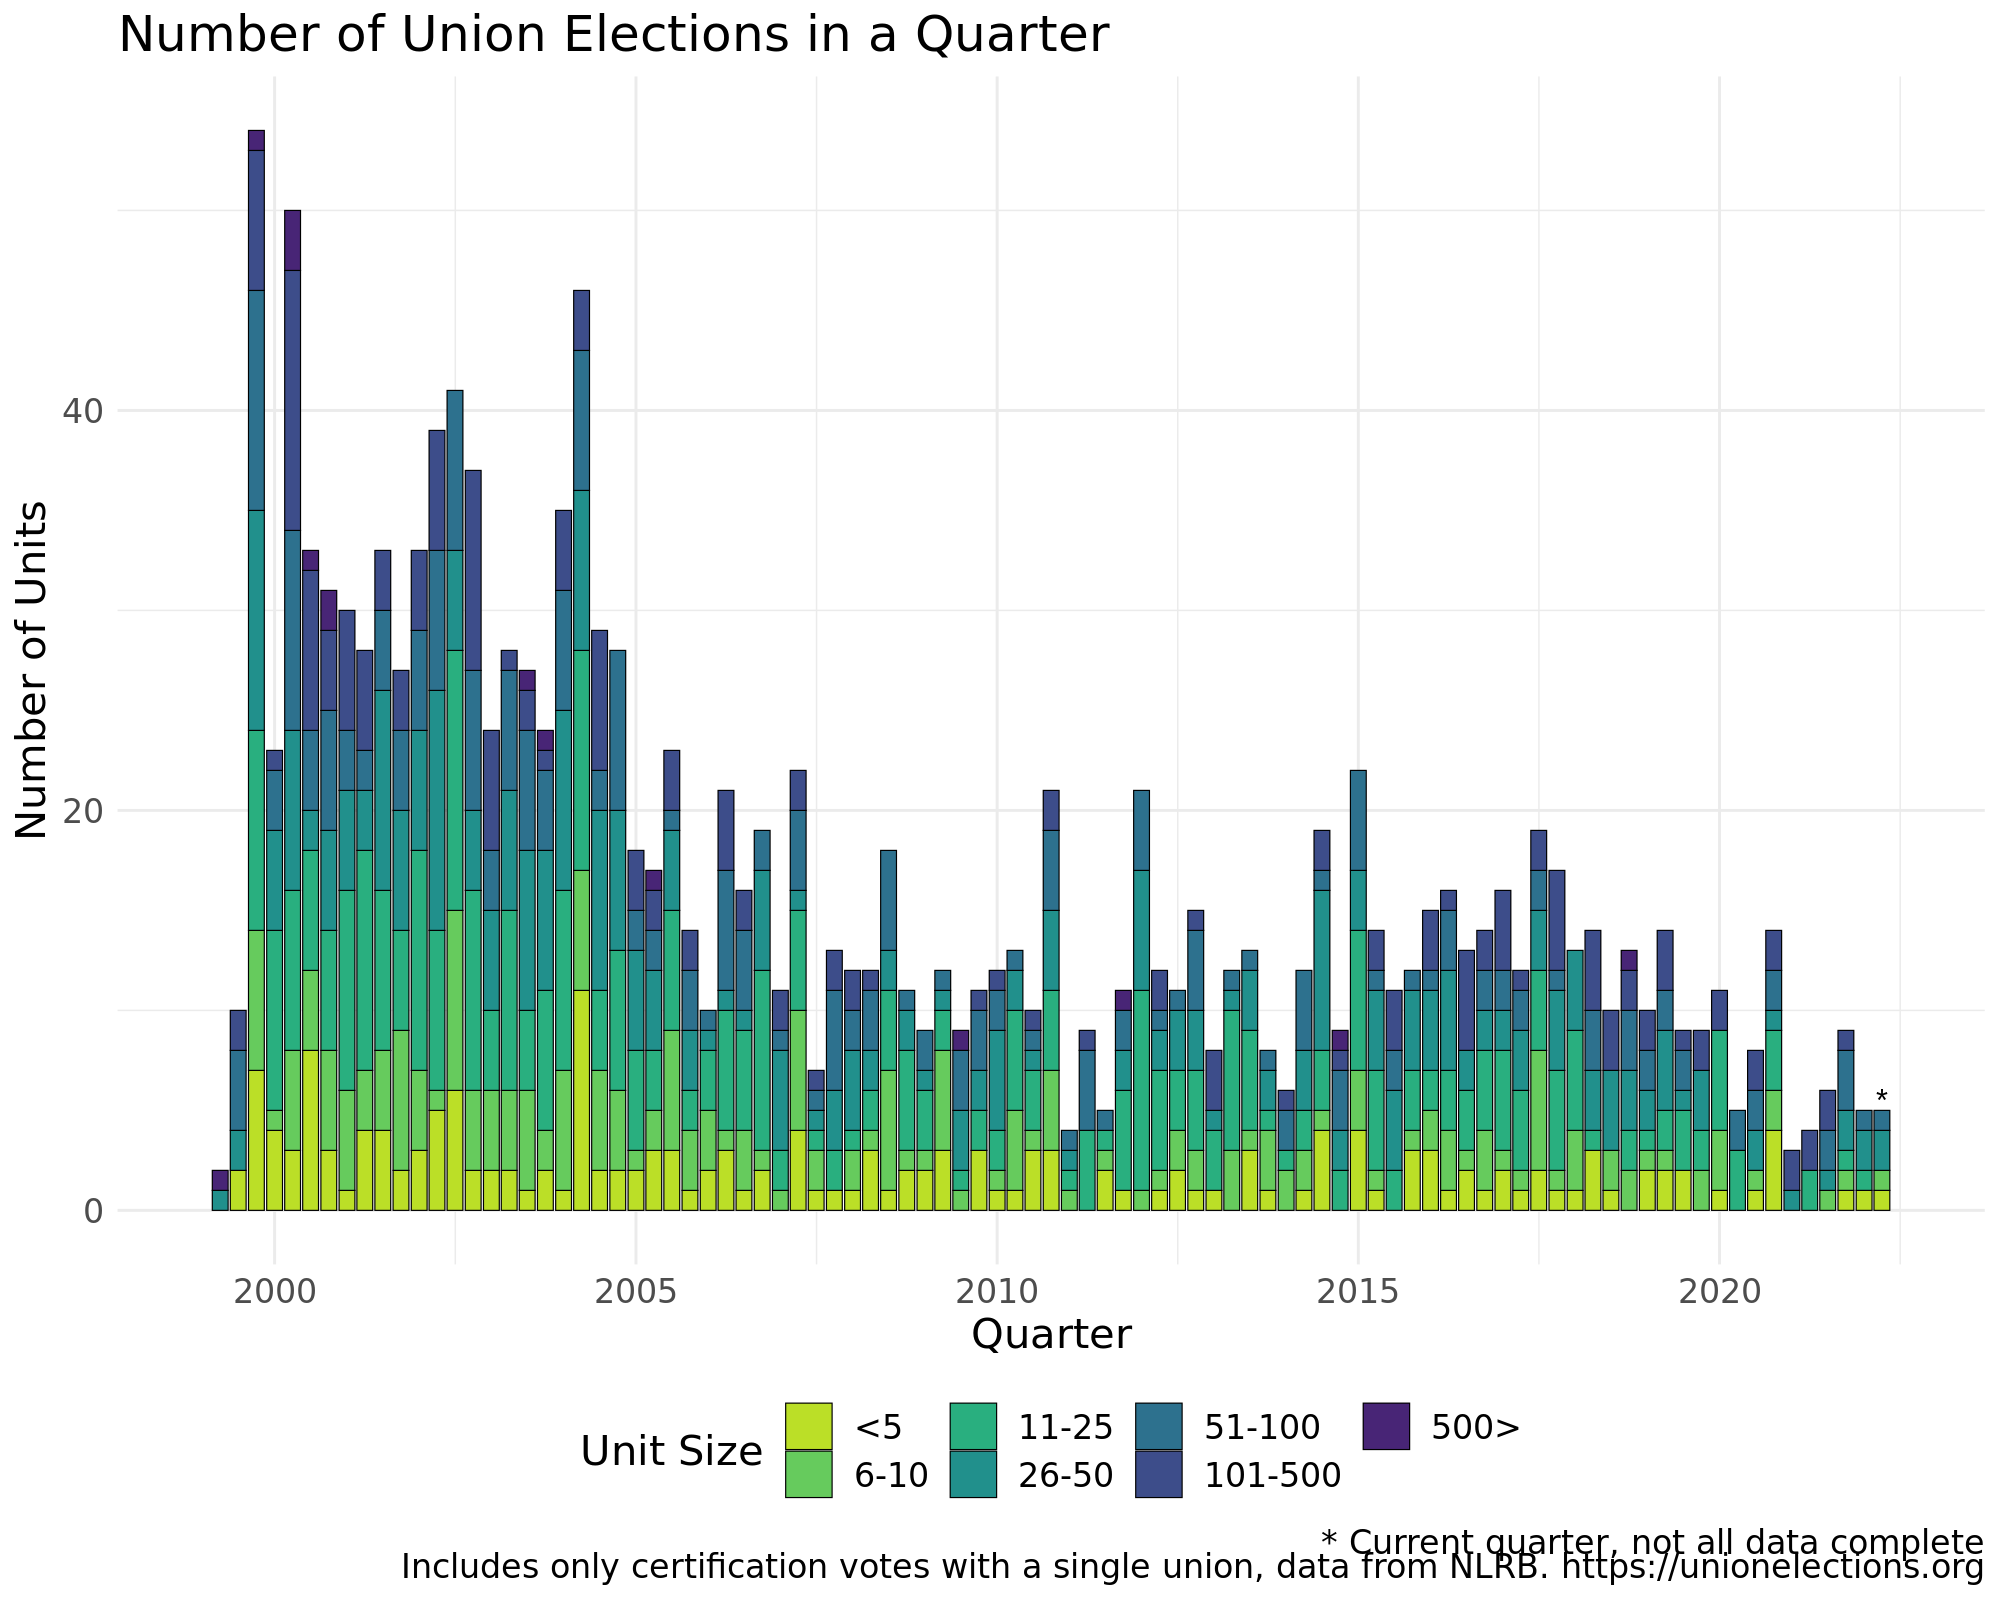 Number of Union Elections in a Quarter
Number of Units
40
20
0
*
2000 2005 2010 2015 2020
Quarter
Unit Size
<5 11-25 51-100 500>
6-10 26-50 101-500
* Current quarter, not all data complete
Includes only certification votes with a single union, data from NLRB. https://unionelections.org